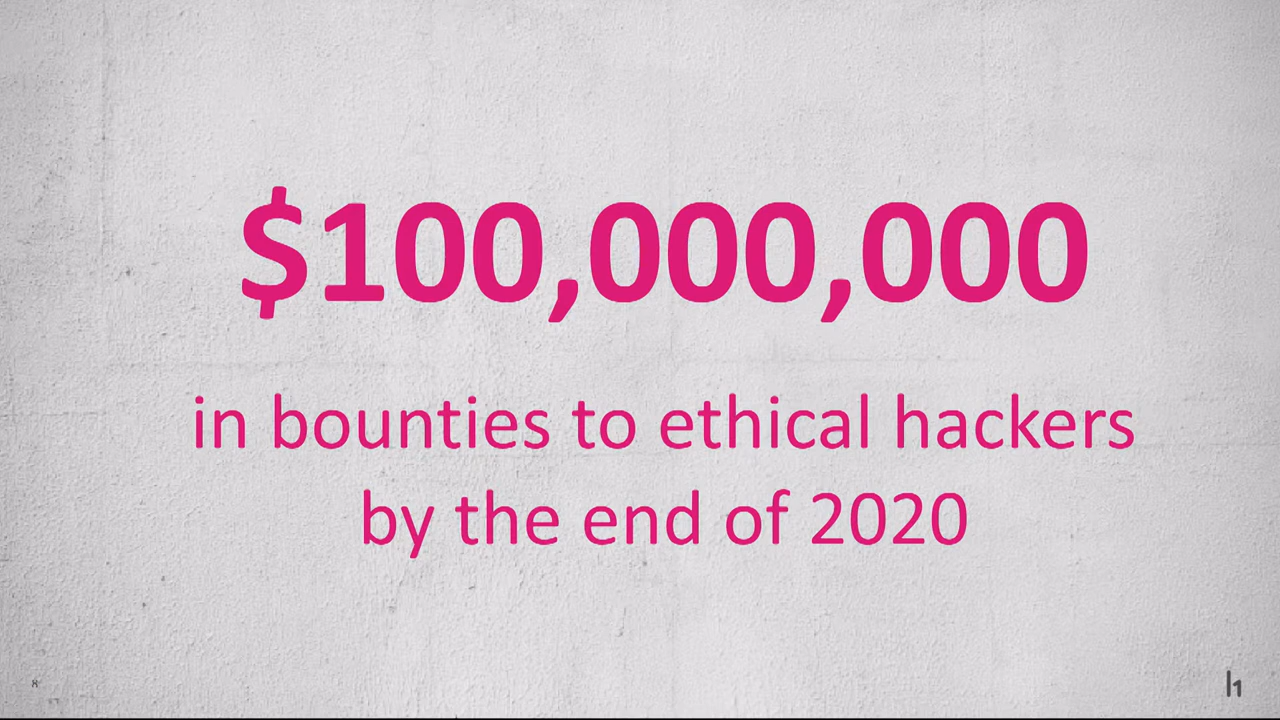 $100,000,000
in bounties to ethical hackers
by the end of 2020